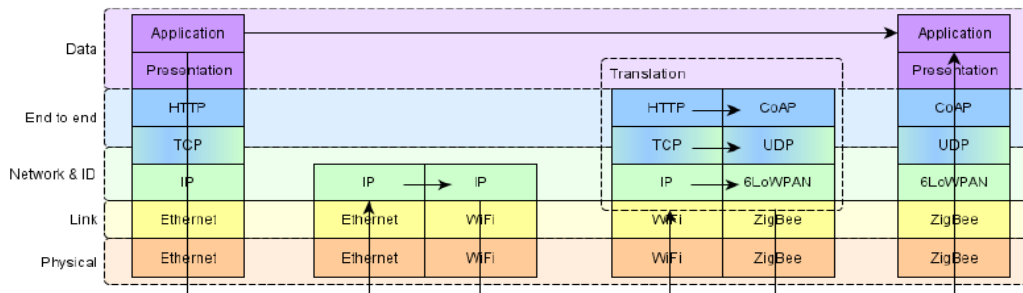 Data
Application
Application
Presentation
Translation
Presentation
End to end
HTTP
HTTP
CoAP
CoAP
TCP
TCP
UDP
UDP
Network & ID
IP
IP
IP
IP
6LoWPAN
6LoWPAN
Link
Ethernet
Ethernet
WiFi
WiFi
ZigBee
ZigBee
Physical
Ethernet
Ethernet
WiFi
WiFi
ZigBee
ZigBee